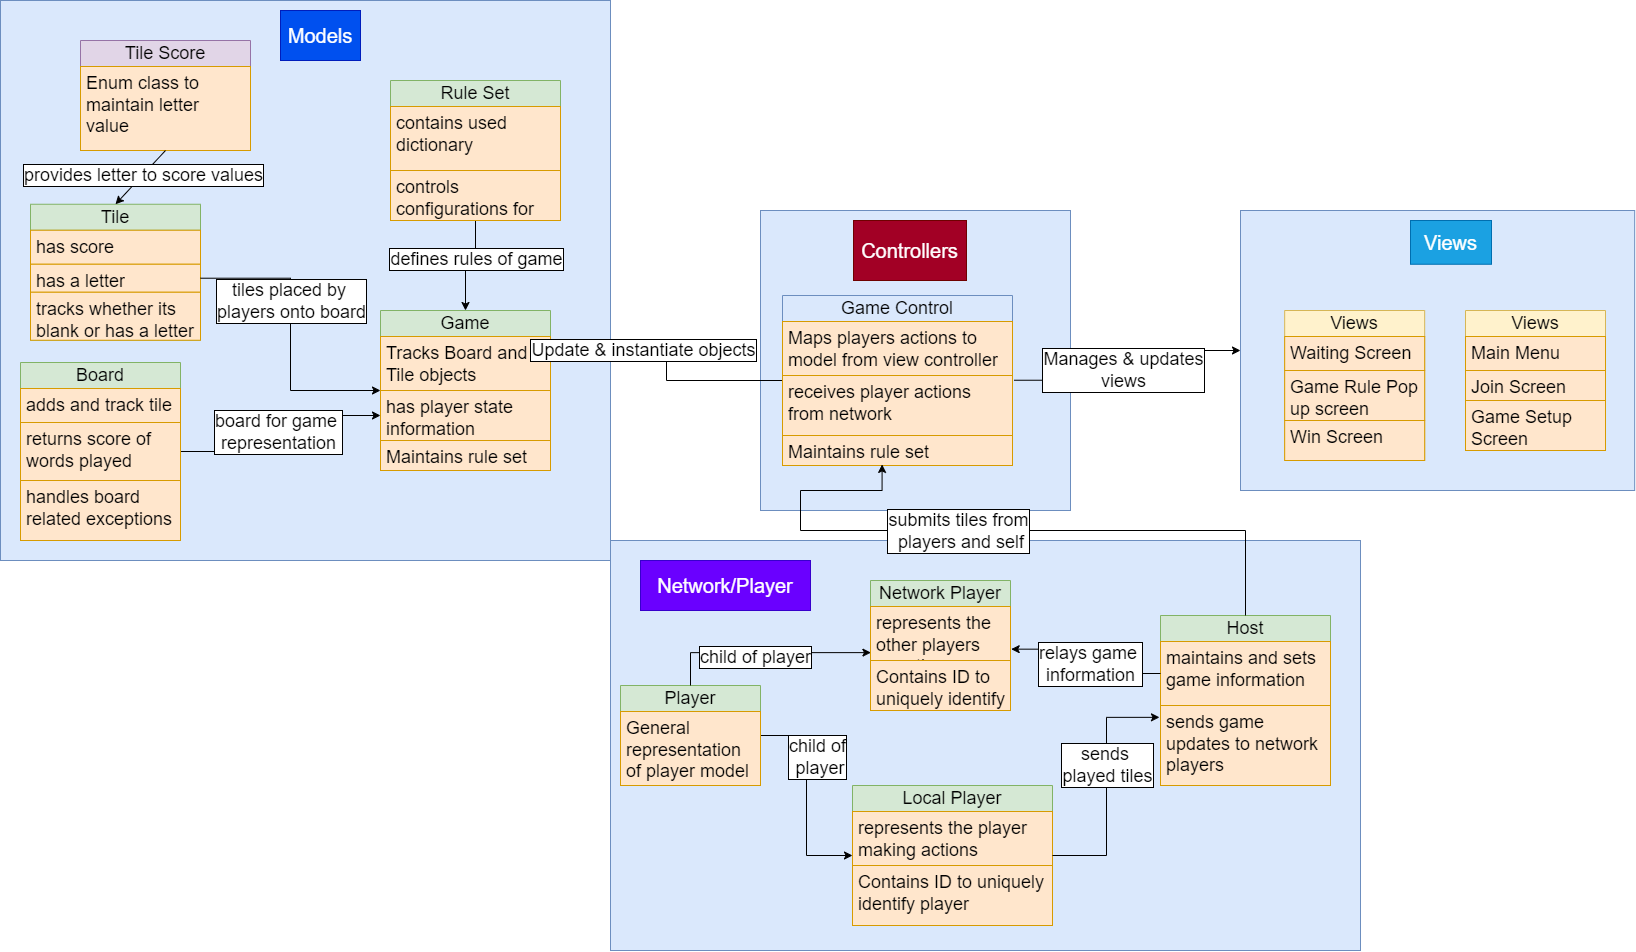 Models
Tile Score
Enum class to
maintain letter
value
provides letter to score values
Tile
has score
has a letter
tracks whether its
blank or has a letter
Board
adds and track tile
returns score of
words played
handles board
related exceptions
Rule Set
contains used
dictionary
controls
configurations for
defines rules of game
tiles placed by
players onto board
board for game
representation
Game
Tracks Board and
Tile objects
has player state
information
Maintains rule set
Update & instantiate objects
Controllers
Game Control
Maps players actions to
model from view controller
receives player actions
from network
Maintains rule set
Manages & updates
views
Views
Views
Waiting Screen
Game Rule Pop
up screen
Win Screen
Views
Main Menu
Join Screen
Game Setup
Screen
submits tiles from
players and self
Network/Player
Player
General
representation
of player model
child of player
child of
player
Network Player
represents the
other players
Contains ID to
uniquely identify
Local Player
represents the player
making actions
Contains ID to uniquely
identify player
relays game
information
sends
played tiles
Host
maintains and sets
game information
sends game
updates to network
players